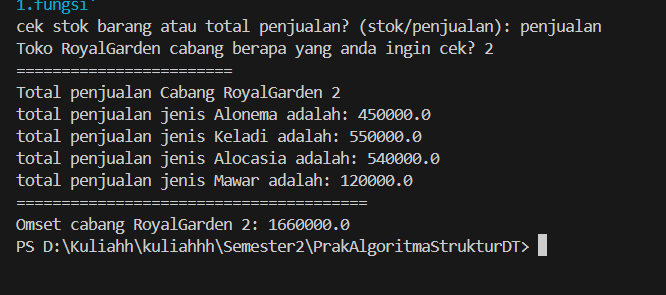 1.fungsi`
cek stok barang atau total penjualan? (stok/penjualan): penjualan
Toko RoyalGarden cabang berapa yang anda ingin cek? 2
========================
Total penjualan Cabang RoyalGarden 2
total penjualan jenis Alonema adalah: 450000.0
total penjualan jenis Keladi adalah: 550000.0
total penjualan jenis Alocasia adalah: 540000.0
total penjualan jenis Mawar adalah: 120000.0
=======================================
Omset cabang RoyalGarden 2: 1660000.0
PS D:\Kuliahh\kuliahhh\Semester2\PrakAlgoritmaStrukturDT>